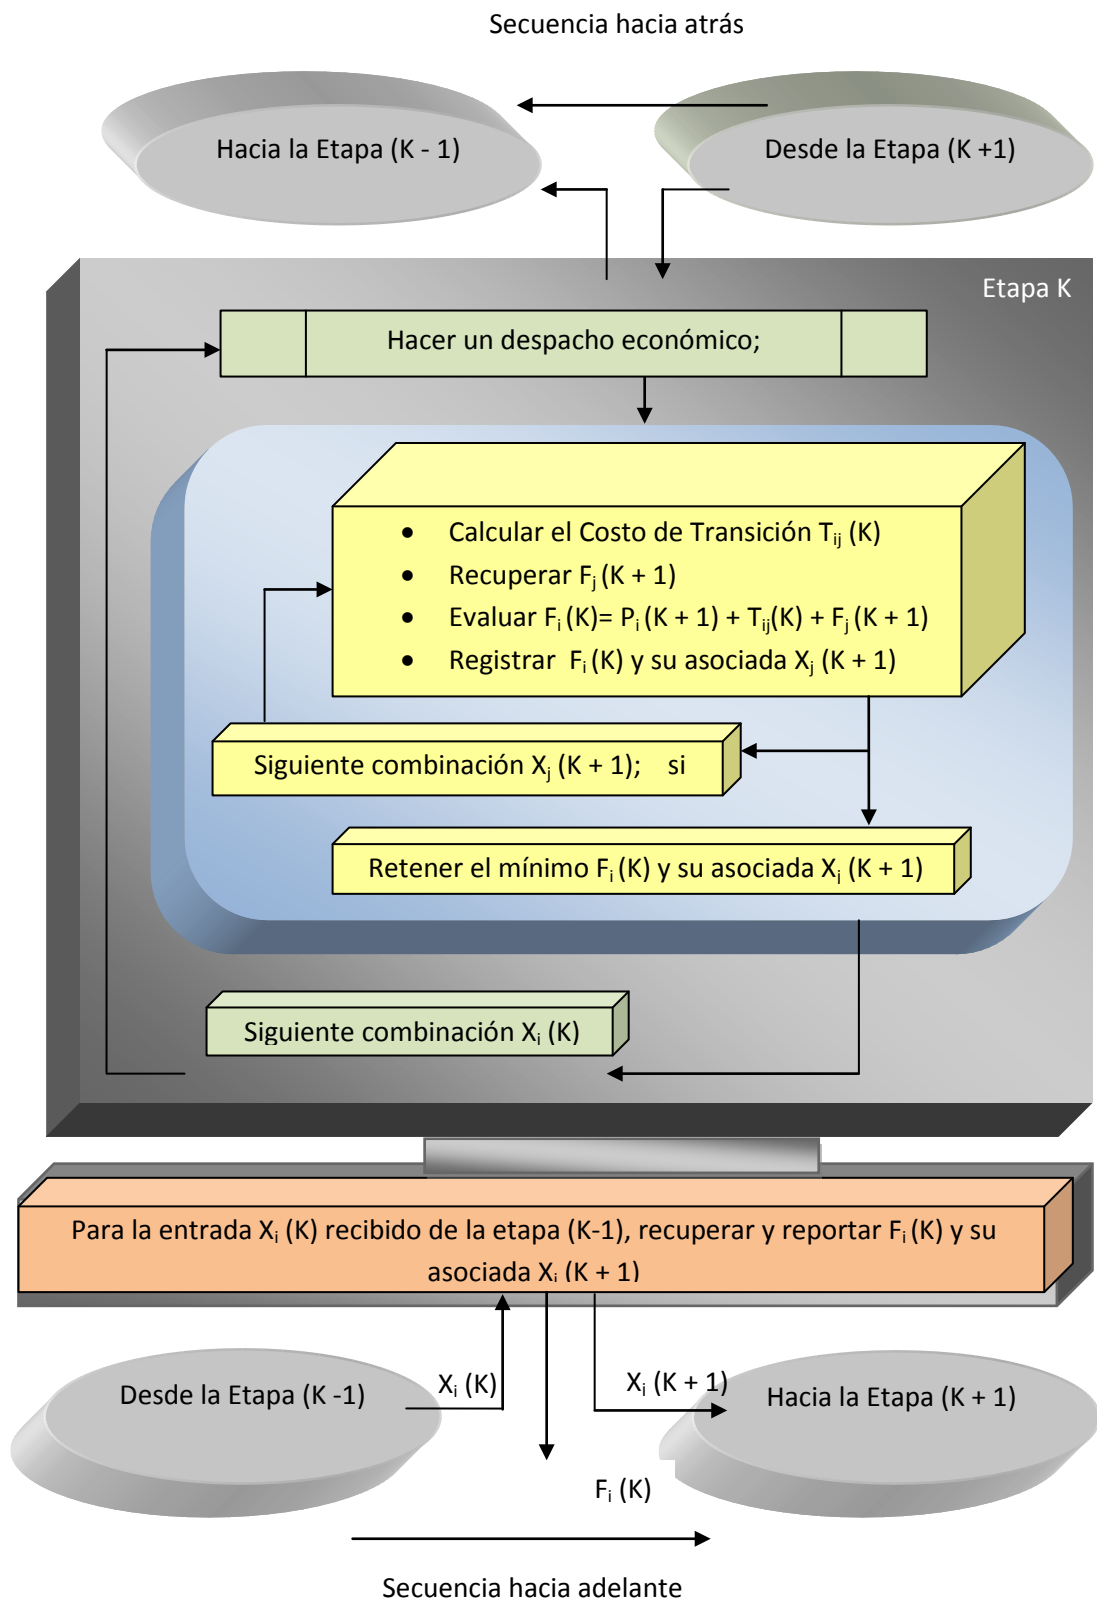 Secuencia hacia atrás
Hacia la Etapa (K - 1)
Desde la Etapa (K +1)
Etapa K
Hacer un despacho económico;
• Calcular el Costo de Transición Tij (K)
• Recuperar Fj (K + 1)
• Evaluar Fi (K)= Pi (K + 1) + Tij(K) + Fj (K + 1)
• Registrar Fi (K) y su asociada Xj (K + 1)
Siguiente combinación Xj (K + 1); si
Retener el mínimo Fi (K) y su asociada Xi (K + 1)
Siguiente combinación Xi (K)
Para la entrada Xi (K) recibido de la etapa (K-1), recuperar y reportar Fi (K) y su
asociada Xi (K + 1)
Desde la Etapa (K -1)
Xi (K)
Xi (K + 1)
Hacia la Etapa (K + 1)
Fi (K)
Secuencia hacia adelante